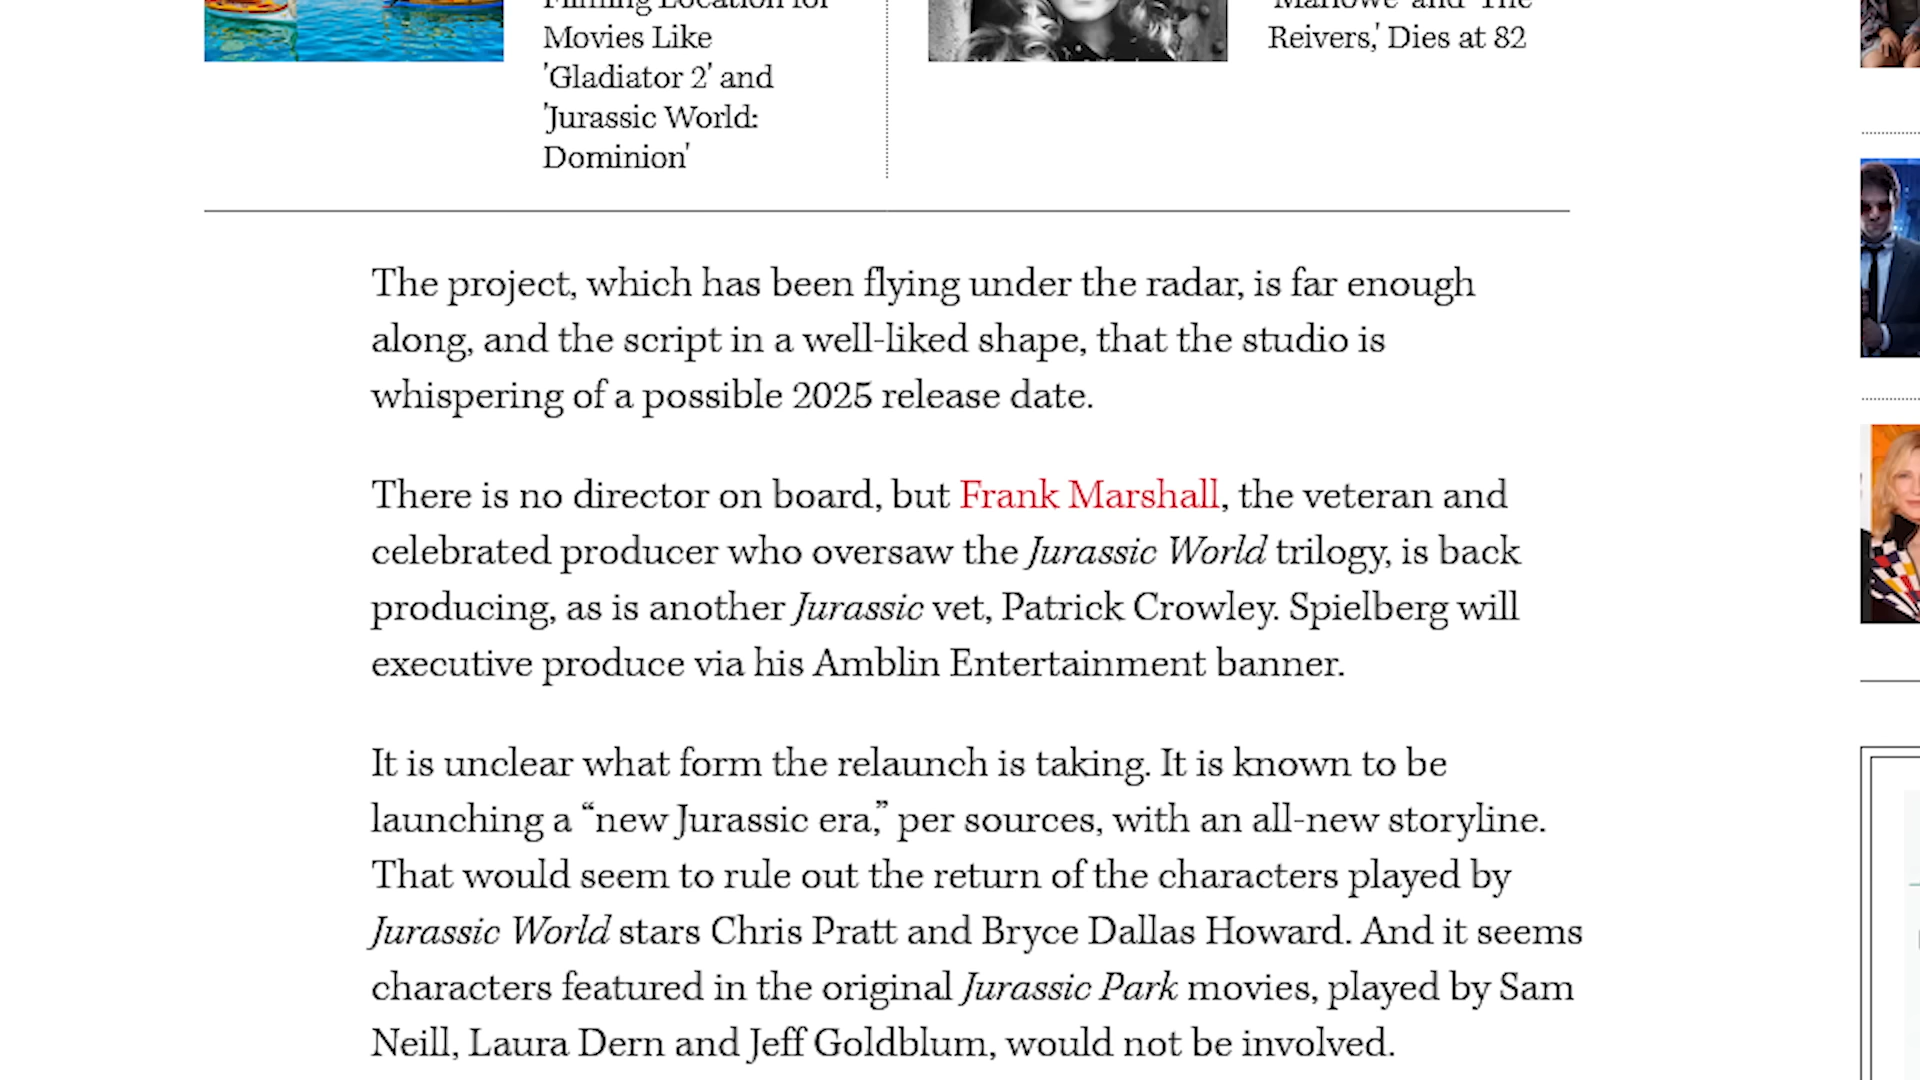 Filming Location for
Movies Like
'Gladiator 2' and
'Jurassic World:
Dominion'
'Marlowe' and 'The
Reivers,' Dies at 82
The project, which has been flying under the radar, is far enough
along, and the script in a well-liked shape, that the studio is
whispering of a possible 2025 release date.
There is no director on board, but Frank Marshall, the veteran and
celebrated producer who oversaw the Jurassic World trilogy, is back
producing, as is another Jurassic vet, Patrick Crowley. Spielberg will
executive produce via his Amblin Entertainment banner.
It is unclear what form the relaunch is taking. It is known to be
launching a “new Jurassic era,” per sources, with an all-new storyline.
That would seem to rule out the return of the characters played by
Jurassic World stars Chris Pratt and Bryce Dallas Howard. And it seems
characters featured in the original Jurassic Park movies, played by Sam
Neill, Laura Dern and Jeff Goldblum, would not be involved.